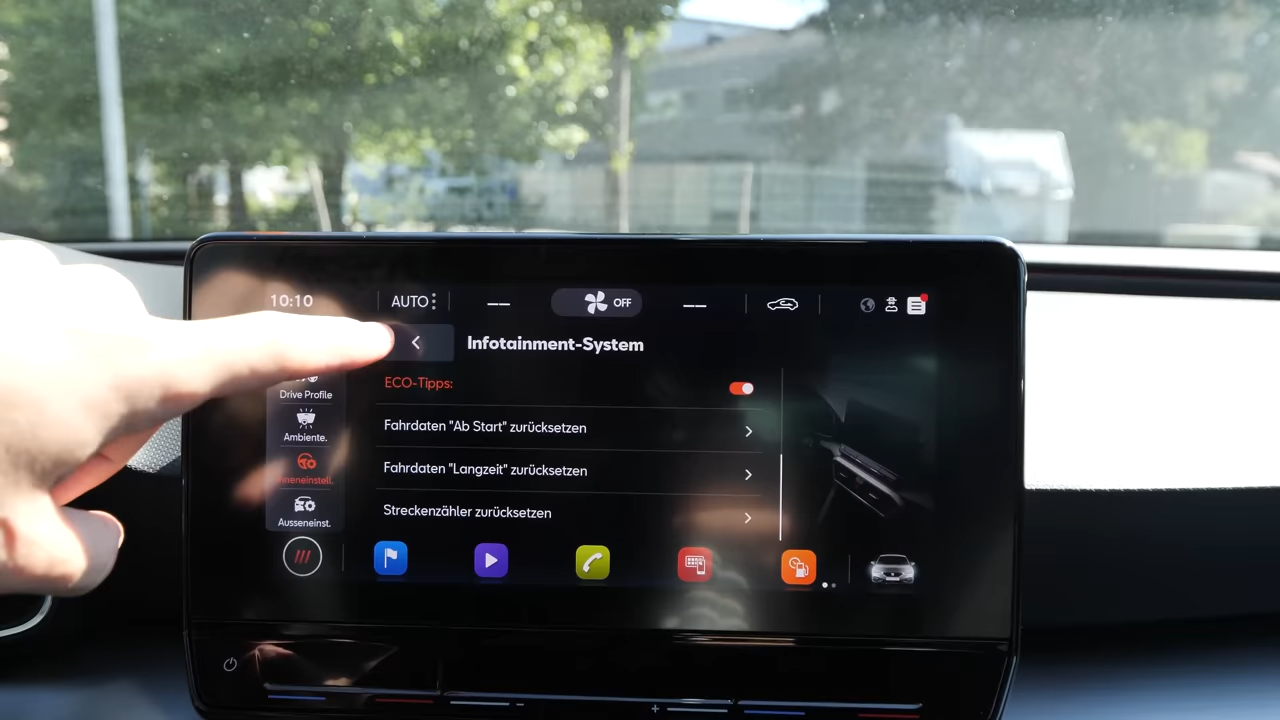 10:10
AUTO
OFF
Infotainment-System
ECO-Tipps:
Drive Profile
Fahrdaten "Ab Start" zurücksetzen
Ambiente.
Fahrdaten "Langzeit" zurücksetzen
nneneinstell.
Streckenzähler zurücksetzen
Ausseneinst.